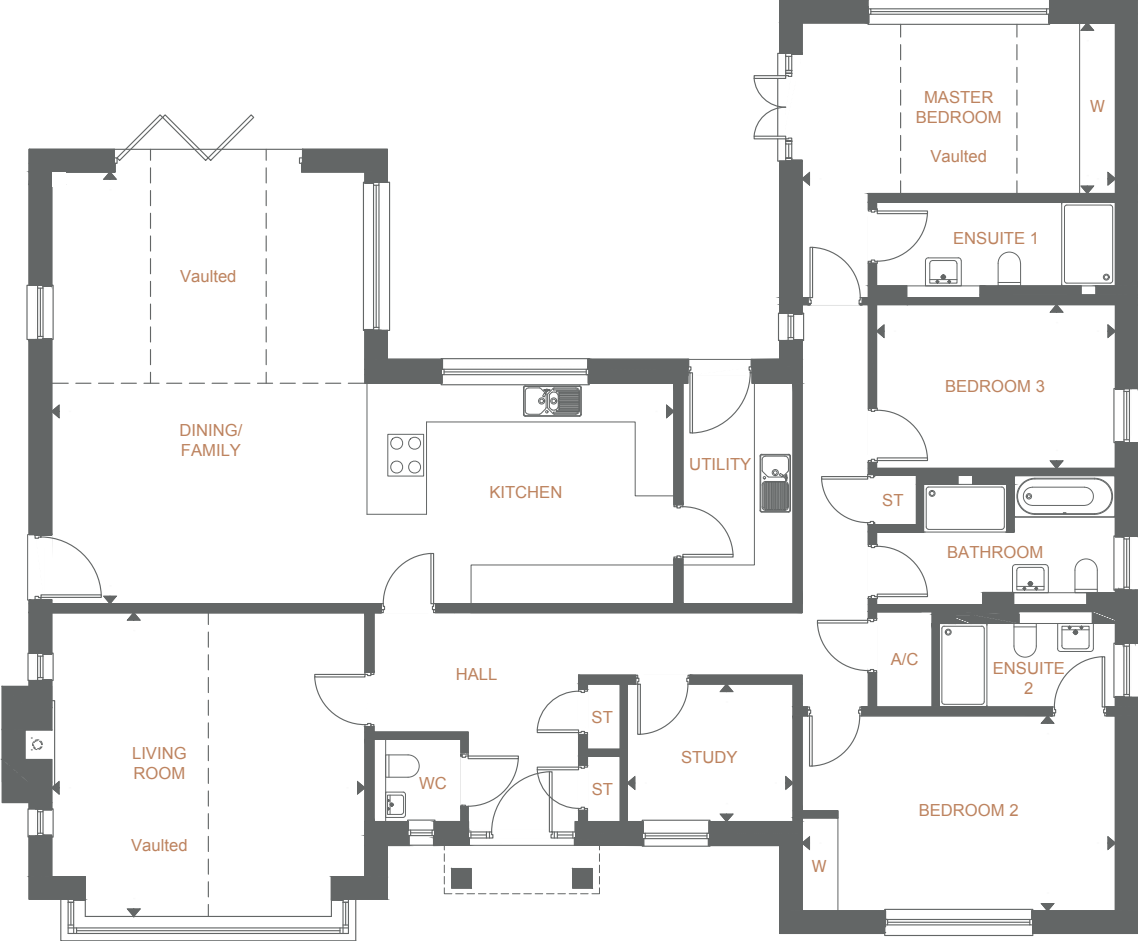 MASTER
BEDROOM
W
Vaulted
ENSUITE 1
Vaulted
BEDROOM 3
DINING/
FAMILY
UTILITY
KITCHEN
ST
BATHROOM
A/C
ENSUITE
2
HALL
ST
LIVING
ROOM
STUDY
WC
ST
BEDROOM 2
Vaulted
W